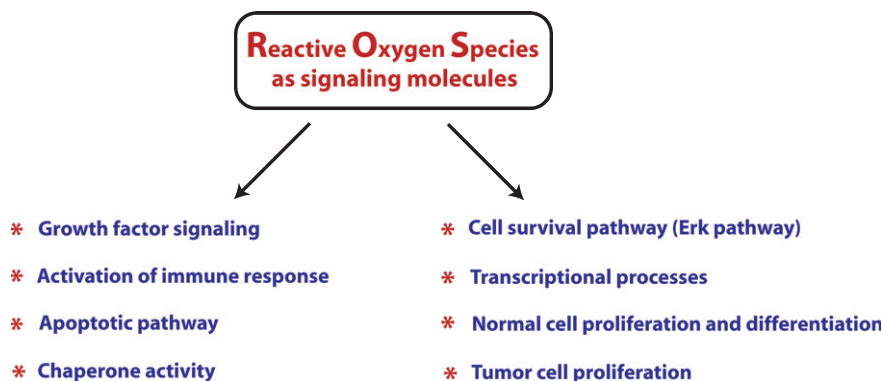 Reactive Oxygen Species
as signaling molecules
* Growth factor signaling
* Activation of immune response
* Apoptotic pathway
* Chaperone activity
* Cell survival pathway (Erk pathway)
* Transcriptional processes
* Normal cell proliferation and differentiation
* Tumor cell proliferation